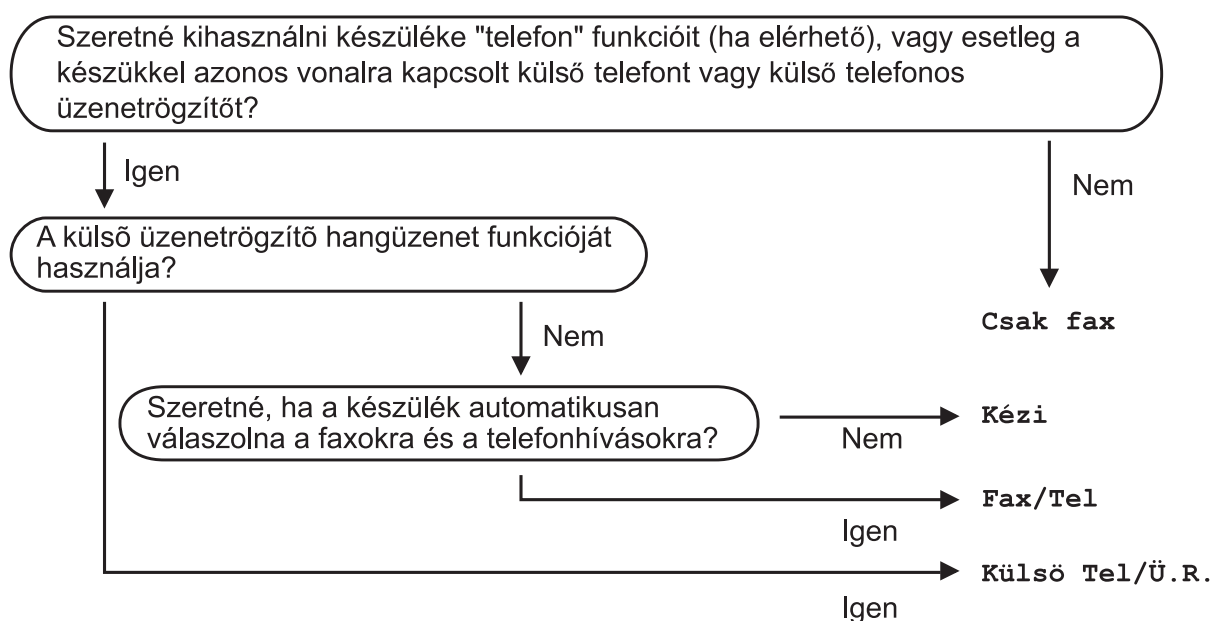 Szeretné kihasználni készüléke "telefon" funkcióit (ha elérhető), vagy esetleg a
készükkel azonos vonalra kapcsolt külső telefont vagy külső telefonos
üzenetrögzítőt?
Igen
Nem
A külsõ üzenetrögzítõ hangüzenet funkcióját
használja?
Nem
Csak fax
Szeretné, ha a készülék automatikusan
válaszolna a faxokra és a telefonhívásokra?
Nem
Kézi
Igen
Fax/Tel
Igen
Külsö Tel/Ü.R.